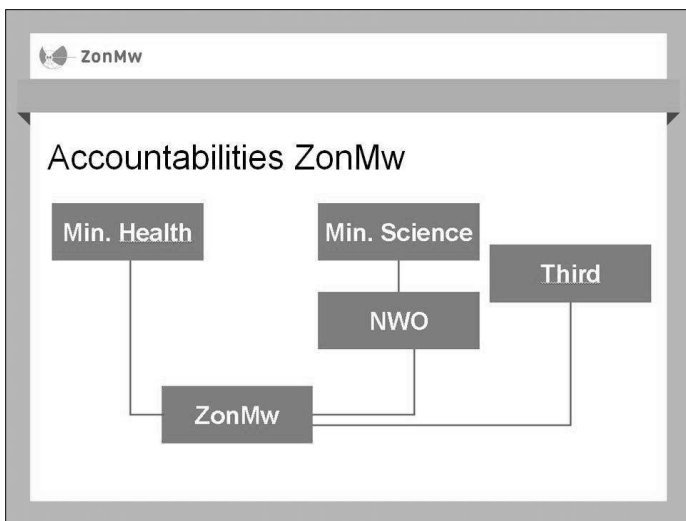 ZonMw
Accountabilities ZonMw
Min. Health
Min. Science
Third
NWO
ZonMw